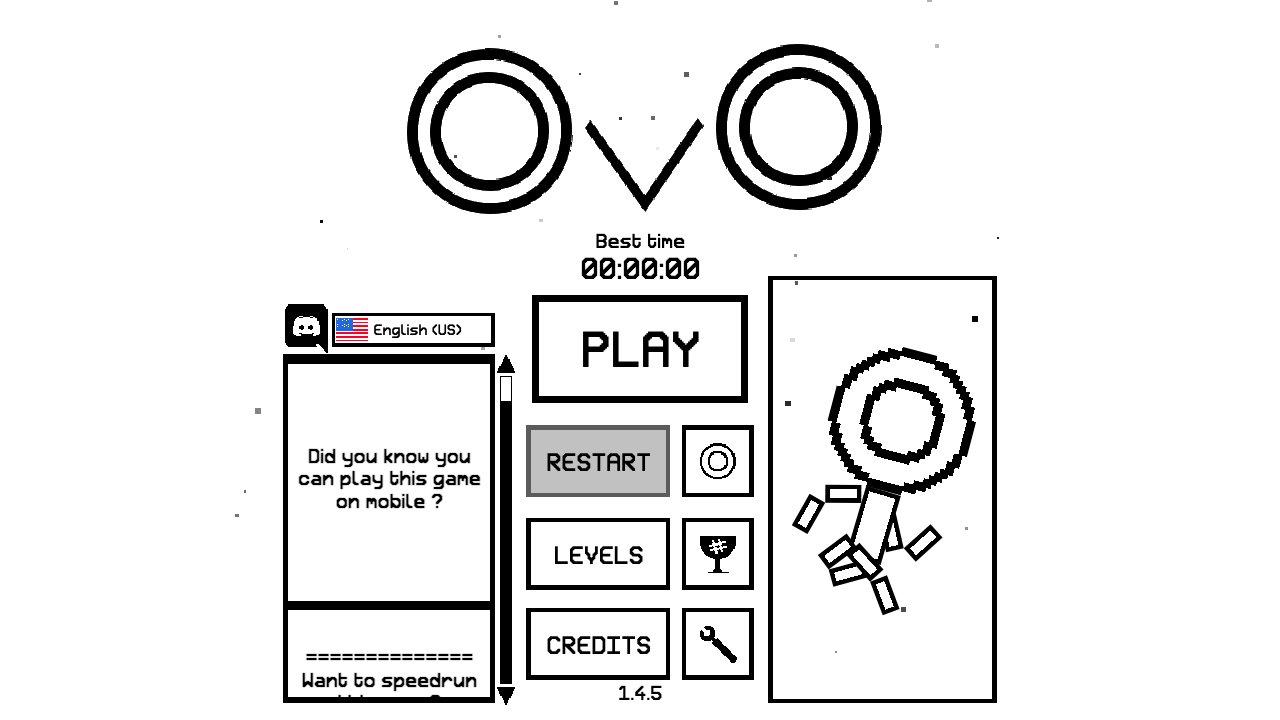 OVO
Best time
00:00:00
English (US)
PLAY
Did you know you
can play this game
on mobile ?
RESTART
LEVELS
CREDITS
==============
Want to speedrun
1.4.5